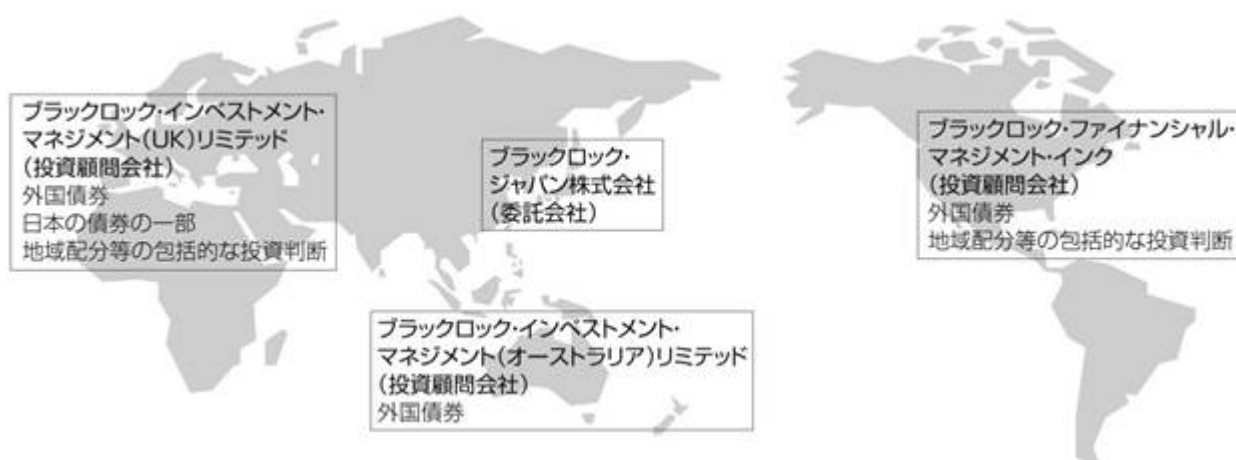 ブラックロック・インベストメント・
マネジメント(UK)リミテッド
(投資顧問会社)
外国債券
日本の債券の一部
地域配分等の包括的な投資判断
ブラックロック・
ジャパン株式会社
(委託会社)
ブラックロック・ファイナンシャル・
マネジメント・インク
(投資顧問会社)
外国債券
地域配分等の包括的な投資判断
ブラックロック・インベストメント・
マネジメント(オーストラリア)リミテッド
(投資顧問会社)
外国債券